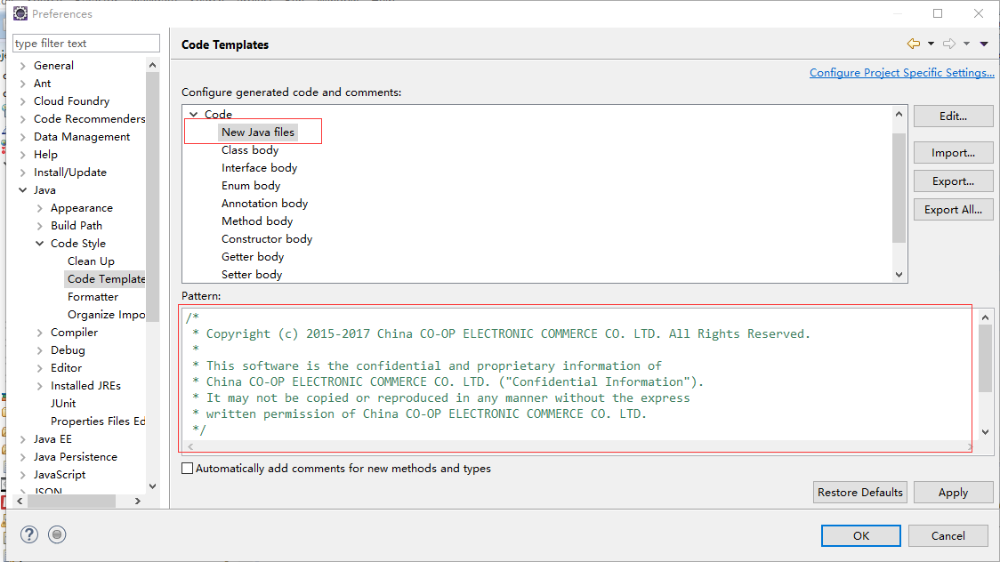 Preferences
type filter text
General
Ant
Cloud Foundry
Code Recommenders
Data Management
Help
Install/Update
Java
Appearance
Build Path
Code Style
Clean Up
Code Template
Formatter
Organize Impo
Compiler
Debug
Editor
Installed JREs
JUnit
Properties Files Ed
Java EE
Java Persistence
JavaScript
JSON
Code Templates
Configure Project Specific Settings...
Configure generated code and comments:
Code
New Java files
Class body
Interface body
Enum body
Annotation body
Method body
Constructor body
Getter body
Setter body
Edit...
Import...
Export...
Export All...
Pattern:
/*
* Copyright (c) 2015-2017 China CO-OP ELECTRONIC COMMERCE CO. LTD. All Rights Reserved.
*
* This software is the confidential and proprietary information of
* China CO-OP ELECTRONIC COMMERCE CO. LTD. ("Confidential Information").
* It may not be copied or reproduced in any manner without the express
* written permission of China CO-OP ELECTRONIC COMMERCE CO. LTD.
*/
Automatically add comments for new methods and types
Restore Defaults
Apply
?
OK
Cancel